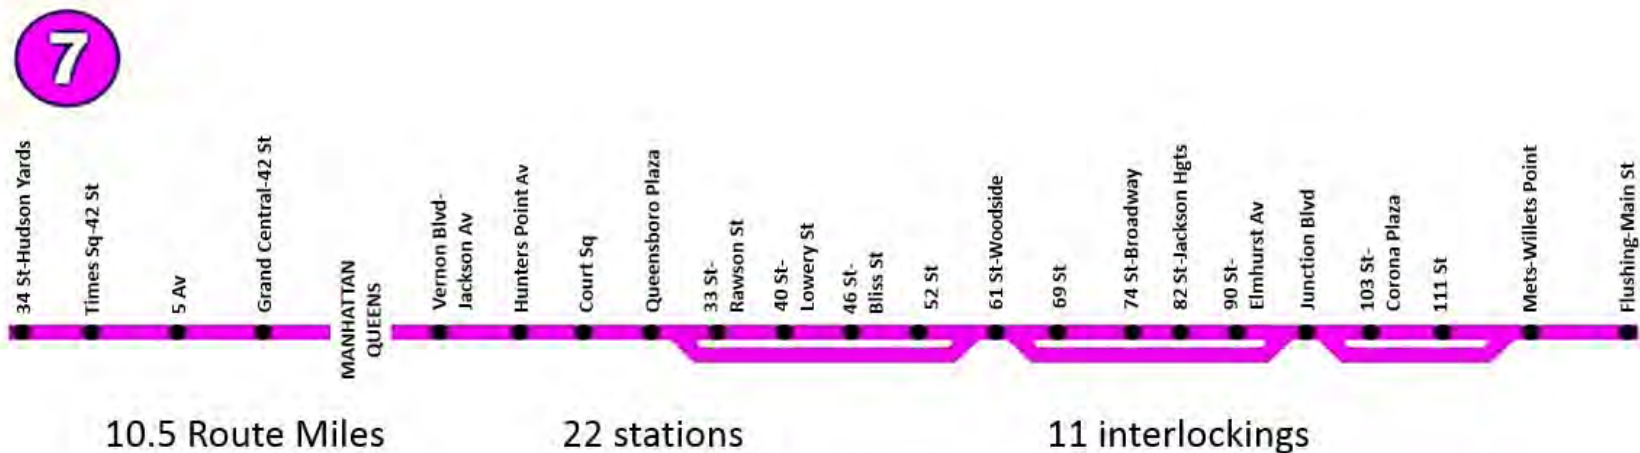 7
34 St-Hudson Yards
Times Sq-42 St
5 Av
Grand Central-42 St
MANHATTAN
QUEENS
Vernon Blvd-
Jackson Av
Hunters Point Av
Court Sq
Queensboro Plaza
33 St-
Rawson St
40 St-
Lowery St
46 St-
Bliss St
52 St
61 St-Woodside
69 St
74 St-Broadway
82 St-Jackson Hgts
90 St-
Elmhurst Av
Junction Blvd
103 St-
Corona Plaza
111 St
Mets-Willets Point
Flushing-Main St
10.5 Route Miles
22 stations
11 interlockings